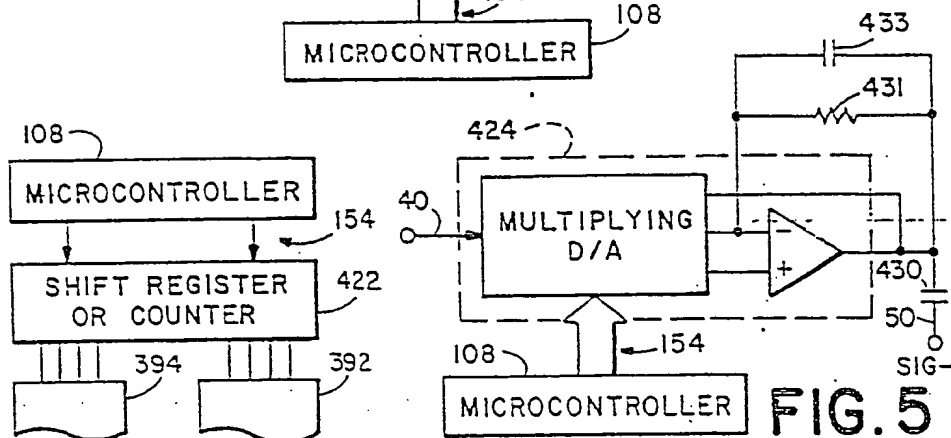 108
MICROCONTROLLER
433
431
424
108
MICROCONTROLLER
154
40
MULTIPLYING
D/A
-
+
SHIFT REGISTER
OR COUNTER
422
430
50
SIG-
394
392
108
154
MICROCONTROLLER
FIG. 5